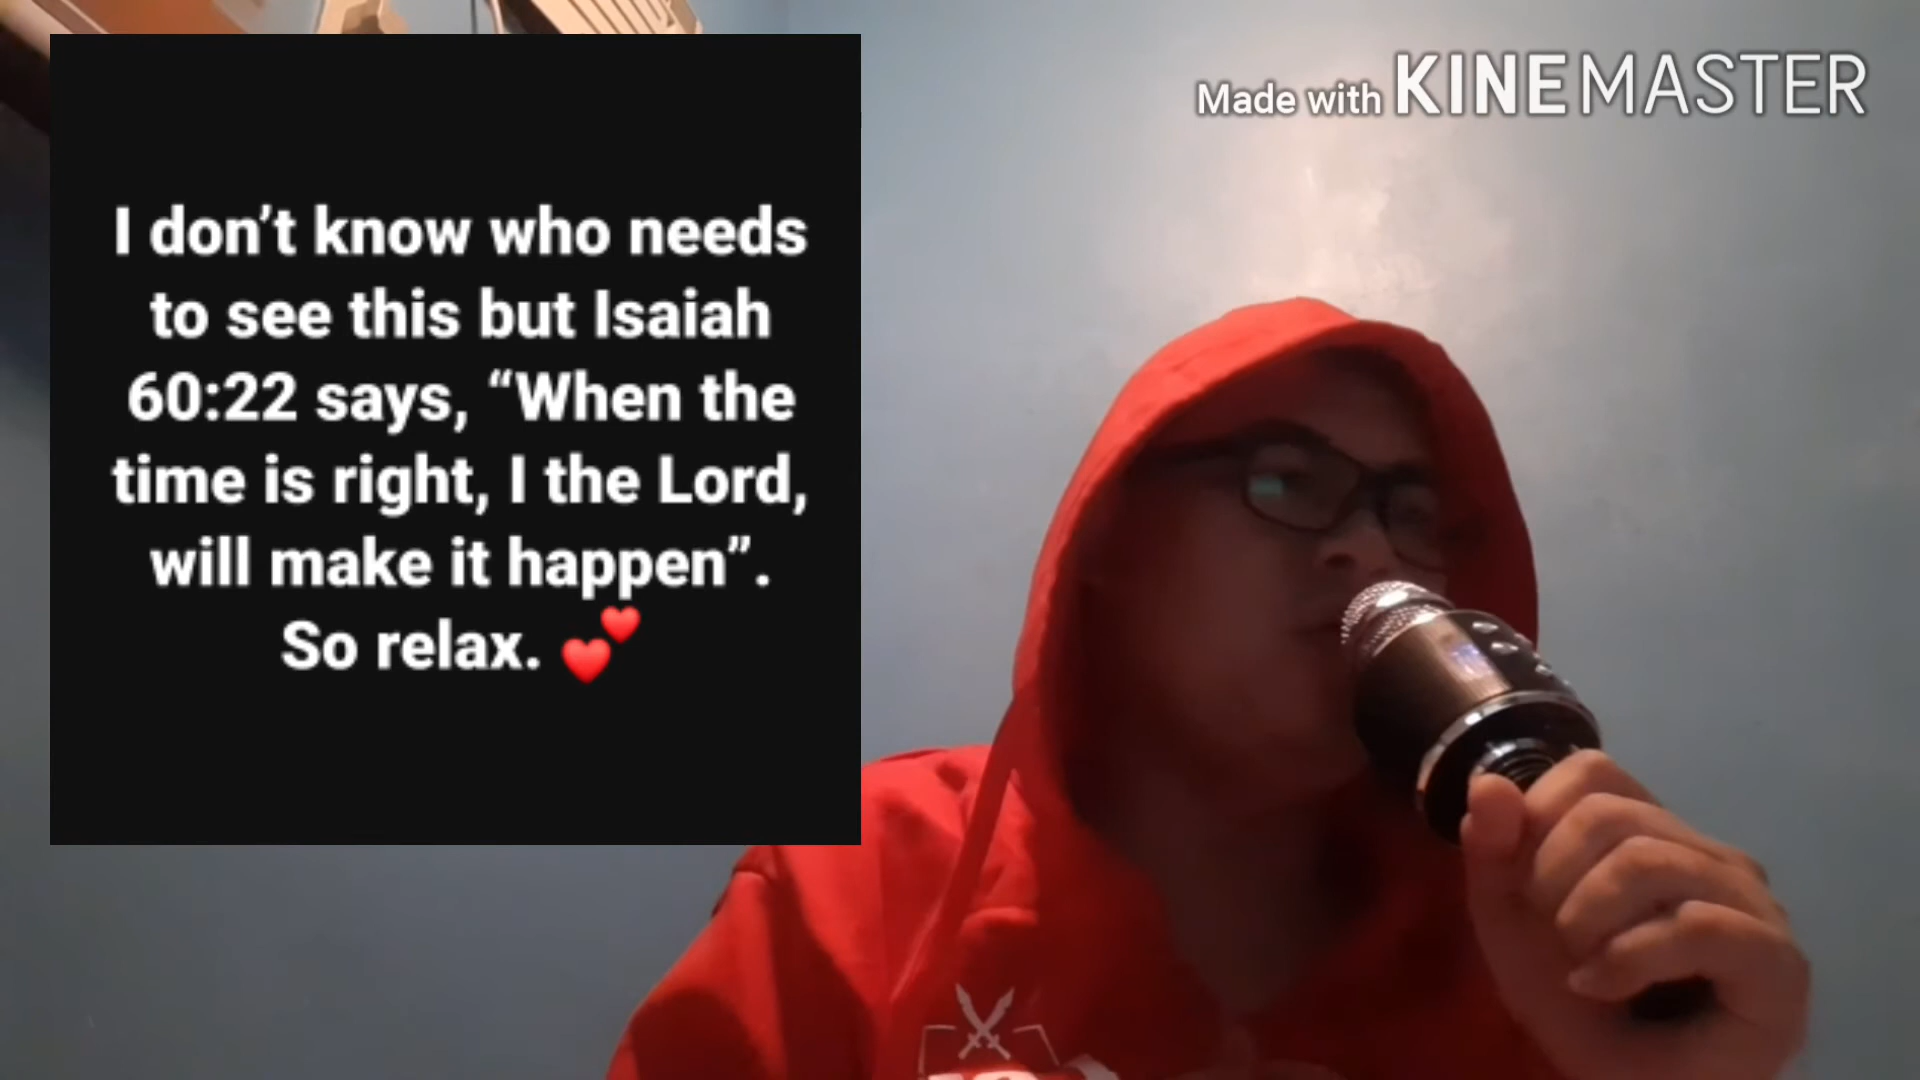 Made with KINEMASTER
I don’t know who needs
to see this but Isaiah
60:22 says, “When the
time is right, I the Lord,
will make it happen”.
So relax. 💕